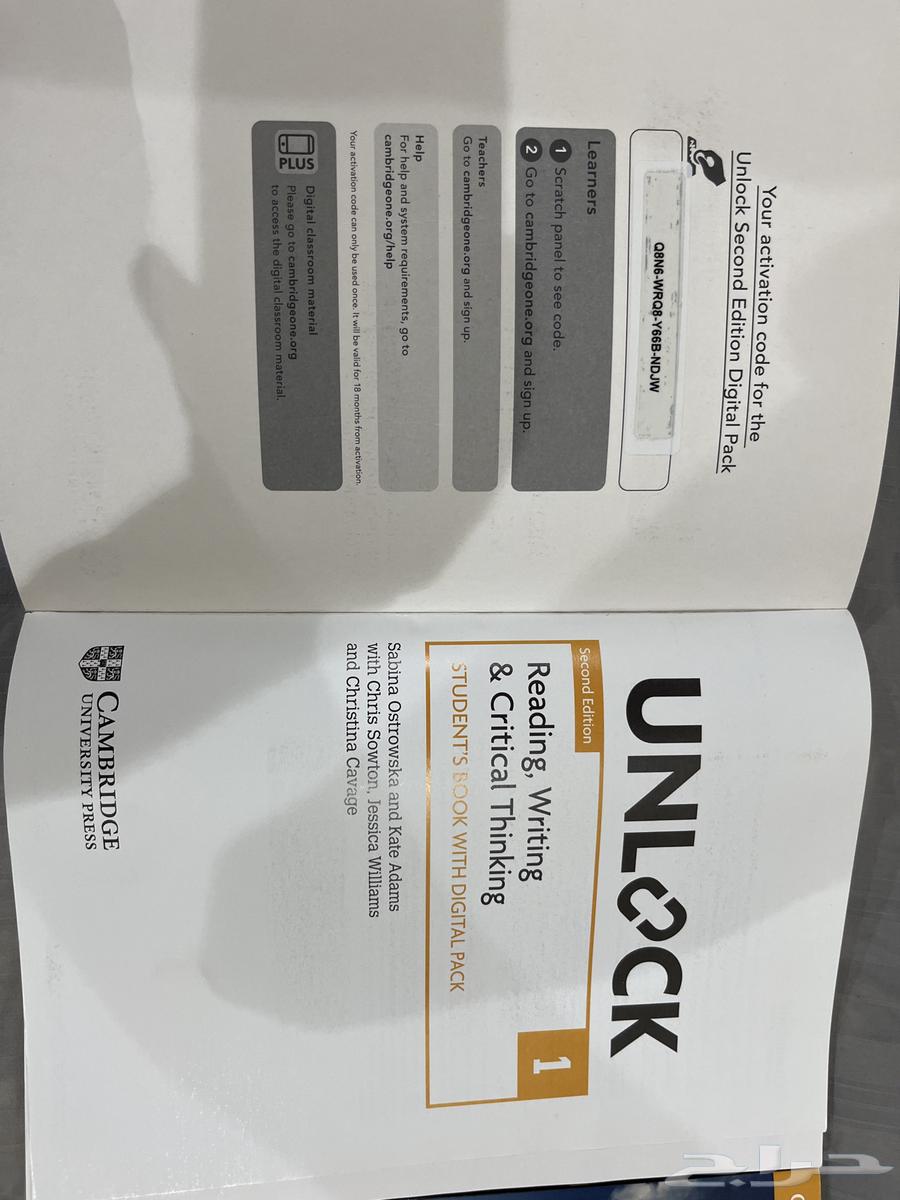 Your activation code for the
Unlock Second Edition Digital Pack
Q8N6-WRQ8-Y66B-NDJW
Learners
1 Scratch panel to see code.
2 Go to cambridgeone.org and sign up.
Teachers
Go to cambridgeone.org and sign up.
Help
For help and system requirements, go to
cambridgeone.org/help
Your activation code can only be used once. It will be valid for 18 months from activation.
PLUS
Digital classroom material
Please go to cambridgeone.org
to access the digital classroom material.
UNLOCK
Second Edition
Reading, Writing
& Critical Thinking
STUDENT'S BOOK WITH DIGITAL PACK
1
Sabina Ostrowska and Kate Adams
with Chris Sowton, Jessica Williams
and Christina Cavage
CAMBRIDGE
UNIVERSITY PRESS
حراج